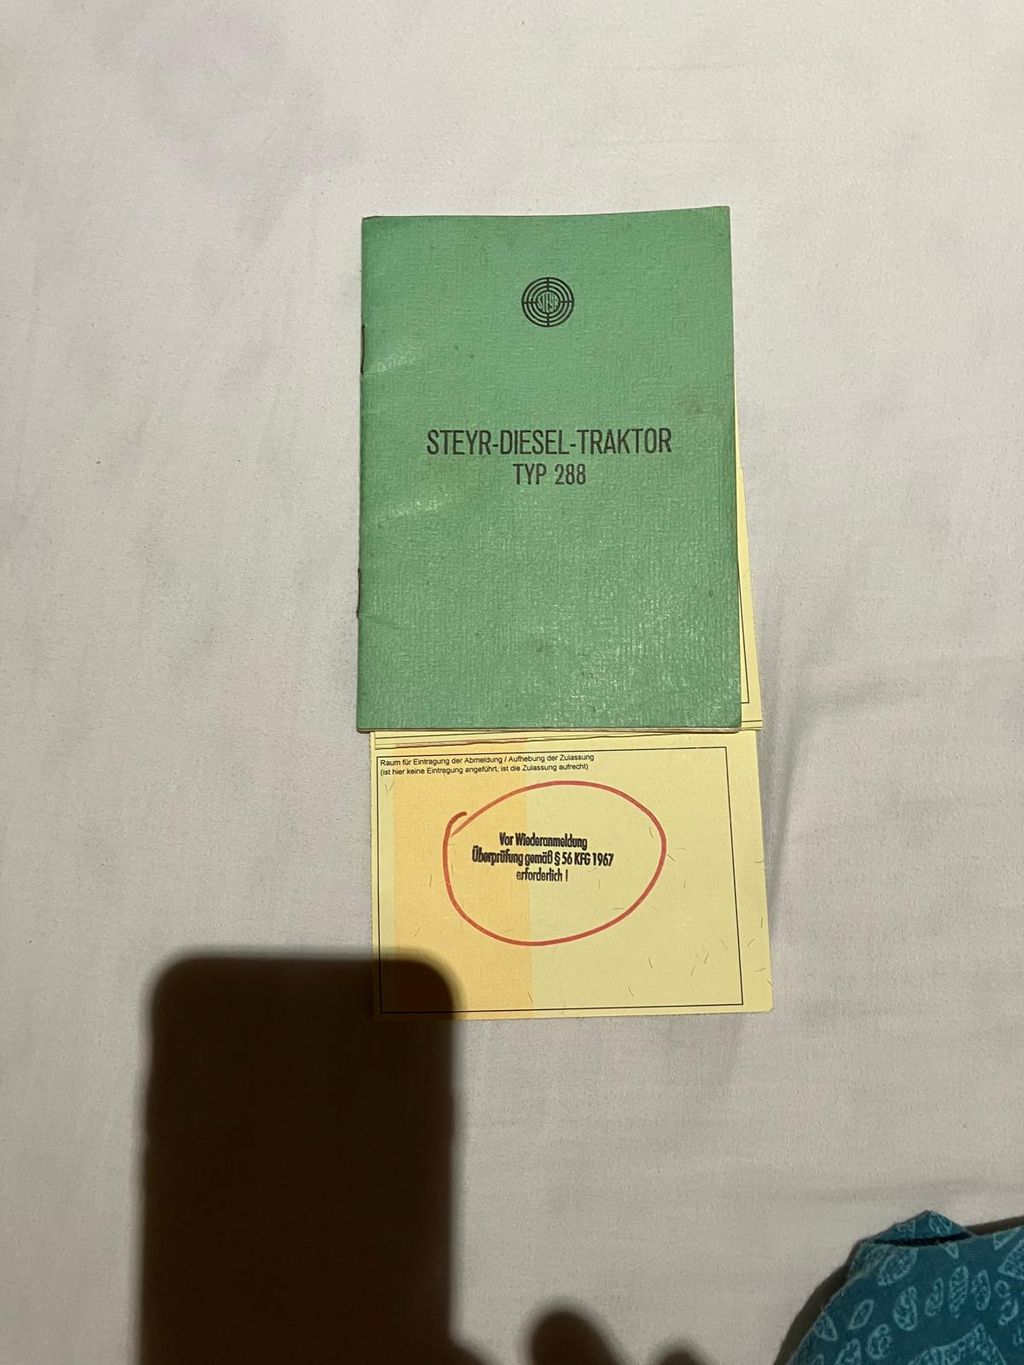 STEYR
STEYR-DIESEL-TRAKTOR
TYP 288
Raum für Eintragung der Abmeldung / Aufhebung der Zulassung
(ist hier keine Eintragung angeführt, ist die Zulassung aufrecht)
Vor Wiederanmeldung
Überprüfung gemäß § 56 KFG 1967
erforderlich !